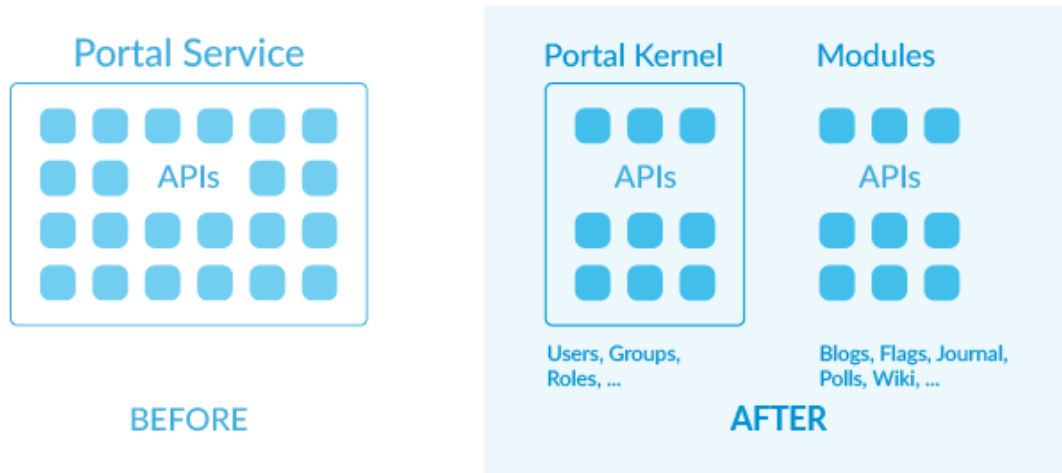 Portal Service
APIs
BEFORE
Portal Kernel
APIs
Users, Groups,
Roles, ...
Modules
APIs
Blogs, Flags, Journal,
Polls, Wiki, ...
AFTER